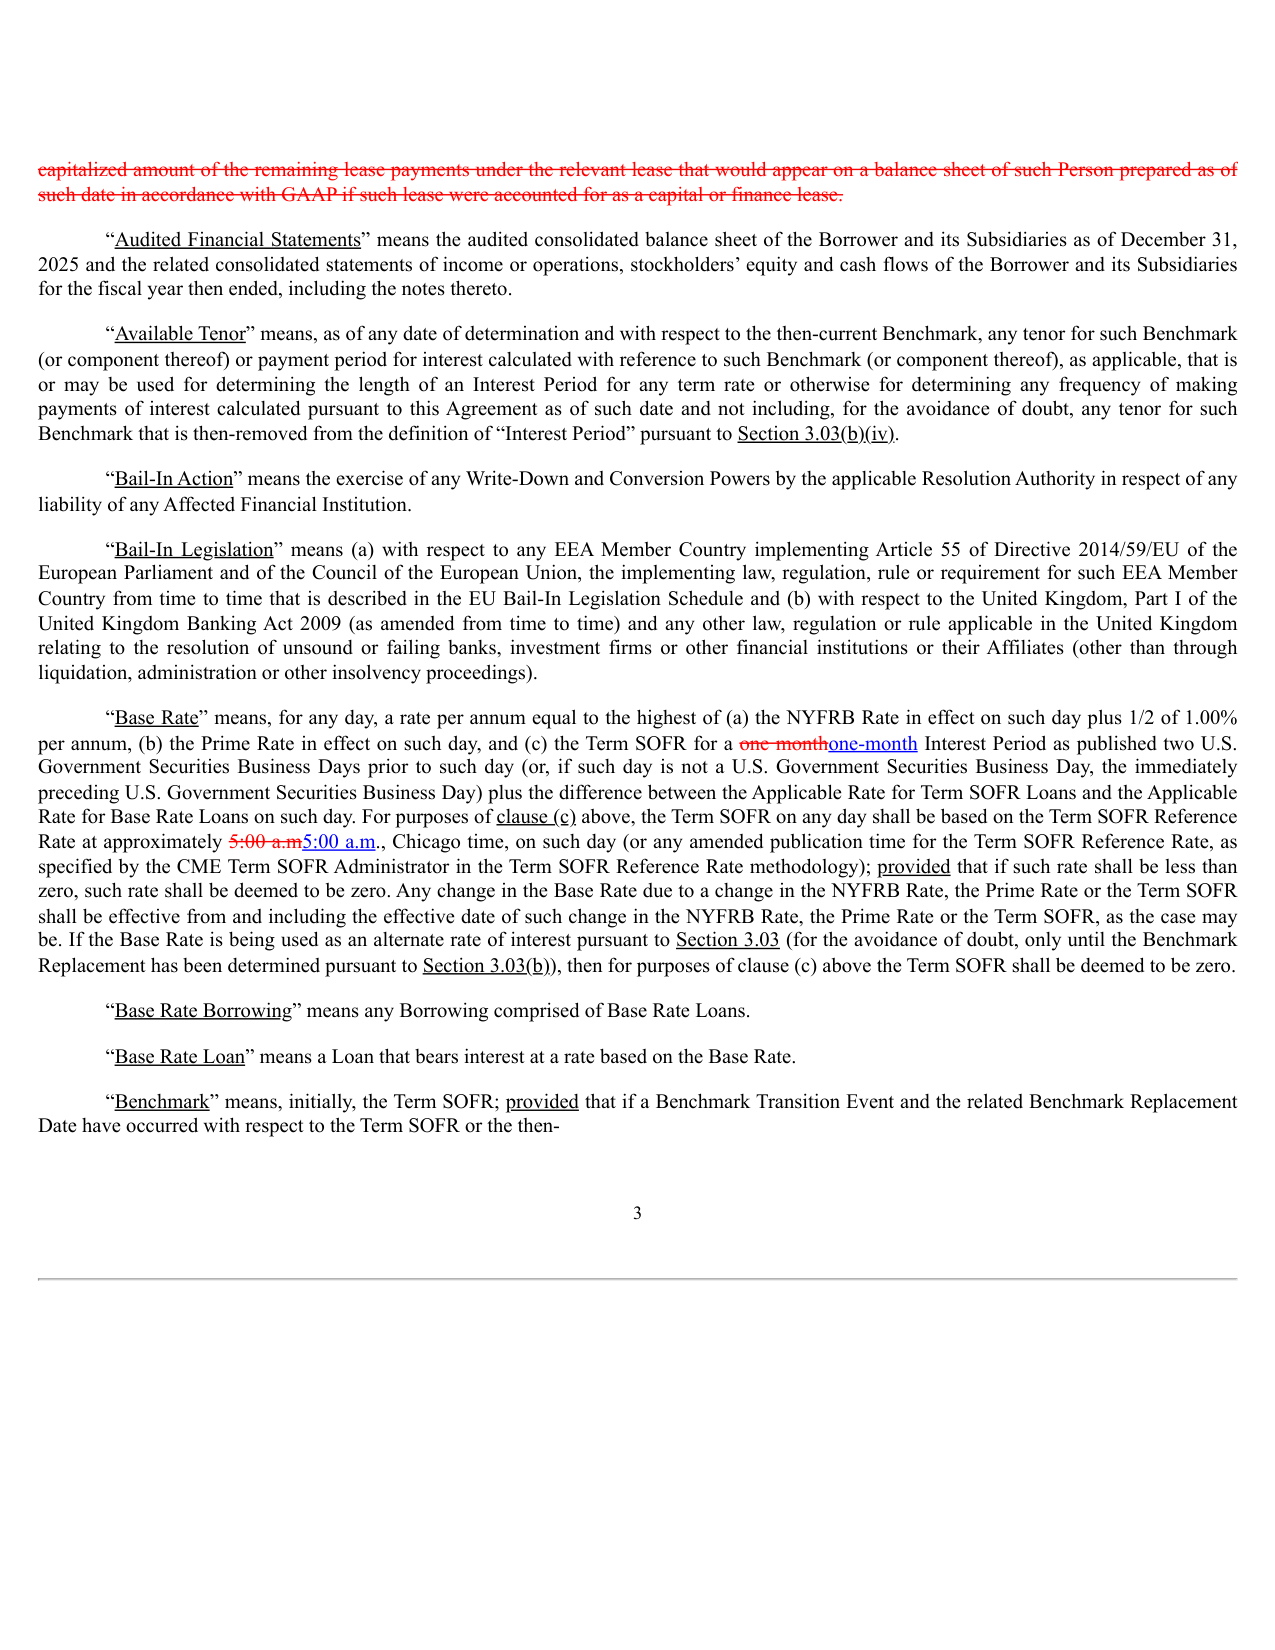 capitalized amount of the remaining lease payments under the relevant lease that would appear on a balance sheet of such Person prepared as of
such date in accordance with GAAP if such lease were accounted for as a capital or finance lease.
“Audited Financial Statements” means the audited consolidated balance sheet of the Borrower and its Subsidiaries as of December 31,
2025 and the related consolidated statements of income or operations, stockholders’ equity and cash flows of the Borrower and its Subsidiaries
for the fiscal year then ended, including the notes thereto.
“Available Tenor” means, as of any date of determination and with respect to the then-current Benchmark, any tenor for such Benchmark
(or component thereof) or payment period for interest calculated with reference to such Benchmark (or component thereof), as applicable, that is
or may be used for determining the length of an Interest Period for any term rate or otherwise for determining any frequency of making
payments of interest calculated pursuant to this Agreement as of such date and not including, for the avoidance of doubt, any tenor for such
Benchmark that is then-removed from the definition of “Interest Period” pursuant to Section 3.03(b)(iv).
“Bail-In Action” means the exercise of any Write-Down and Conversion Powers by the applicable Resolution Authority in respect of any
liability of any Affected Financial Institution.
“Bail-In Legislation” means (a) with respect to any EEA Member Country implementing Article 55 of Directive 2014/59/EU of the
European Parliament and of the Council of the European Union, the implementing law, regulation, rule or requirement for such EEA Member
Country from time to time that is described in the EU Bail-In Legislation Schedule and (b) with respect to the United Kingdom, Part I of the
United Kingdom Banking Act 2009 (as amended from time to time) and any other law, regulation or rule applicable in the United Kingdom
relating to the resolution of unsound or failing banks, investment firms or other financial institutions or their Affiliates (other than through
liquidation, administration or other insolvency proceedings).
“Base Rate” means, for any day, a rate per annum equal to the highest of (a) the NYFRB Rate in effect on such day plus 1/2 of 1.00%
per annum, (b) the Prime Rate in effect on such day, and (c) the Term SOFR for a one monthone-month Interest Period as published two U.S.
Government Securities Business Days prior to such day (or, if such day is not a U.S. Government Securities Business Day, the immediately
preceding U.S. Government Securities Business Day) plus the difference between the Applicable Rate for Term SOFR Loans and the Applicable
Rate for Base Rate Loans on such day. For purposes of clause (c) above, the Term SOFR on any day shall be based on the Term SOFR Reference
Rate at approximately 5:00 a.m5:00 a.m., Chicago time, on such day (or any amended publication time for the Term SOFR Reference Rate, as
specified by the CME Term SOFR Administrator in the Term SOFR Reference Rate methodology); provided that if such rate shall be less than
zero, such rate shall be deemed to be zero. Any change in the Base Rate due to a change in the NYFRB Rate, the Prime Rate or the Term SOFR
shall be effective from and including the effective date of such change in the NYFRB Rate, the Prime Rate or the Term SOFR, as the case may
be. If the Base Rate is being used as an alternate rate of interest pursuant to Section 3.03 (for the avoidance of doubt, only until the Benchmark
Replacement has been determined pursuant to Section 3.03(b)), then for purposes of clause (c) above the Term SOFR shall be deemed to be zero.
“Base Rate Borrowing” means any Borrowing comprised of Base Rate Loans.
“Base Rate Loan” means a Loan that bears interest at a rate based on the Base Rate.
“Benchmark” means, initially, the Term SOFR; provided that if a Benchmark Transition Event and the related Benchmark Replacement
Date have occurred with respect to the Term SOFR or the then-
3